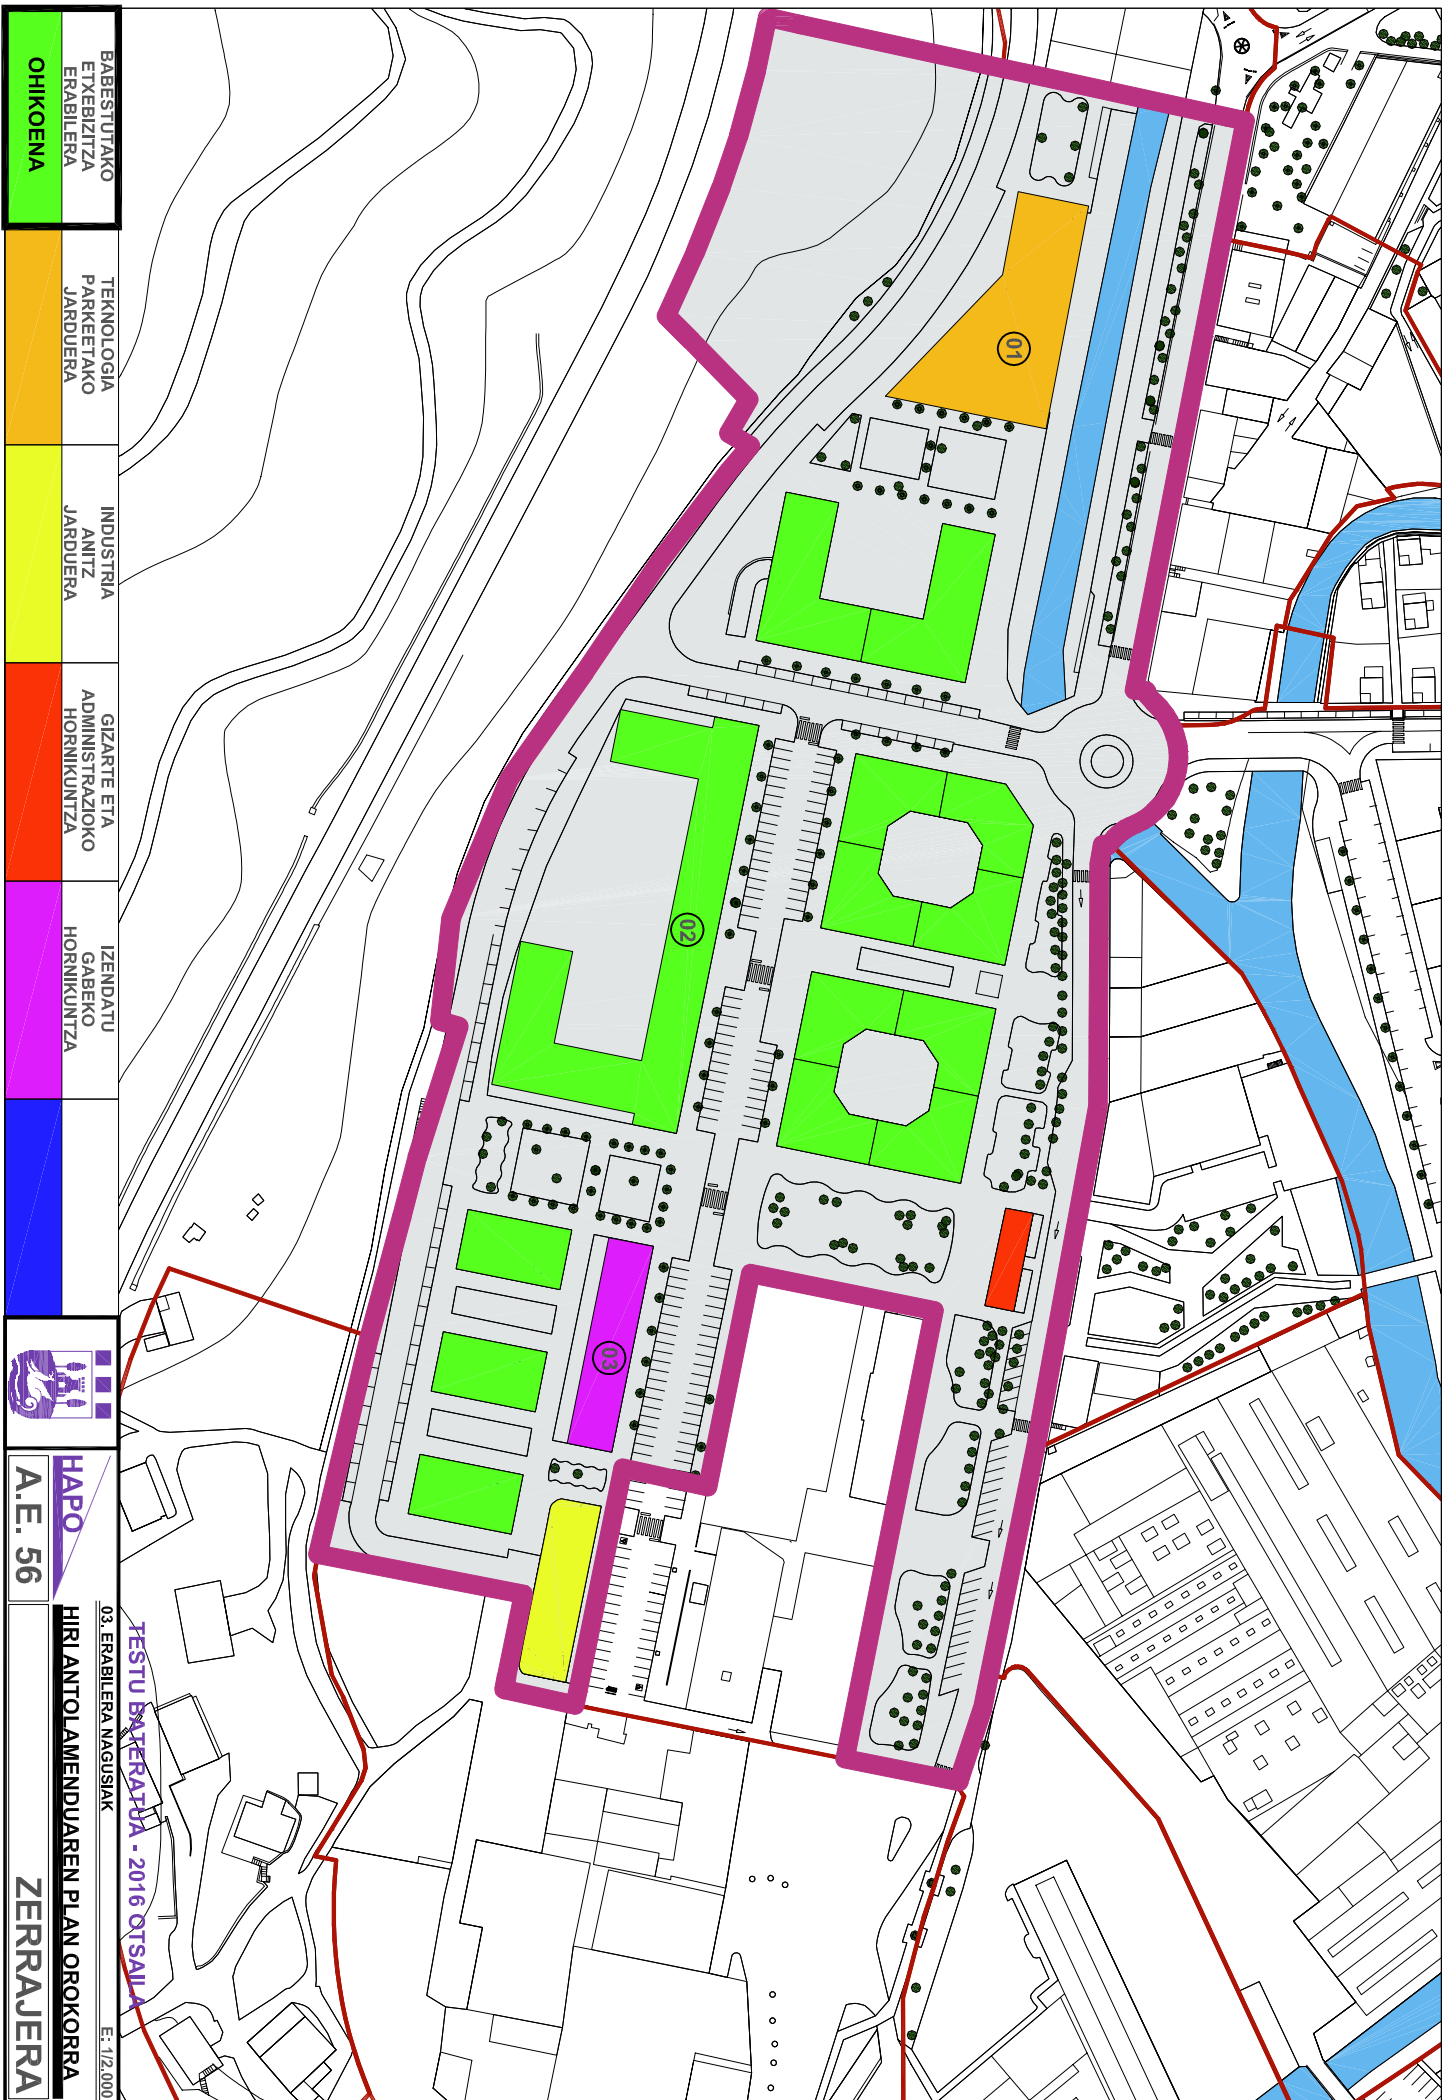 01
02
03
BABESTUTAKO
ETXEBIZITZA
ERABILERA
OHIKOENA
TEKNOLOGIA
PARKEETAKO
JARDUERA
INDUSTRIA
ANITZ
JARDUERA
GIZARTE ETA
ADMINISTRAZIOKO
HORNIKUNTZA
IZENDATU
GABEKO
HORNIKUNTZA
HAPO
A.E. 56
TESTU BATERATUA - 2016 OTSAILA
03. ERABILERA NAGUSIAK
E: 1/2.000
HIRI ANTOLAMENDUAREN PLAN OROKORRA
ZERRAJERA